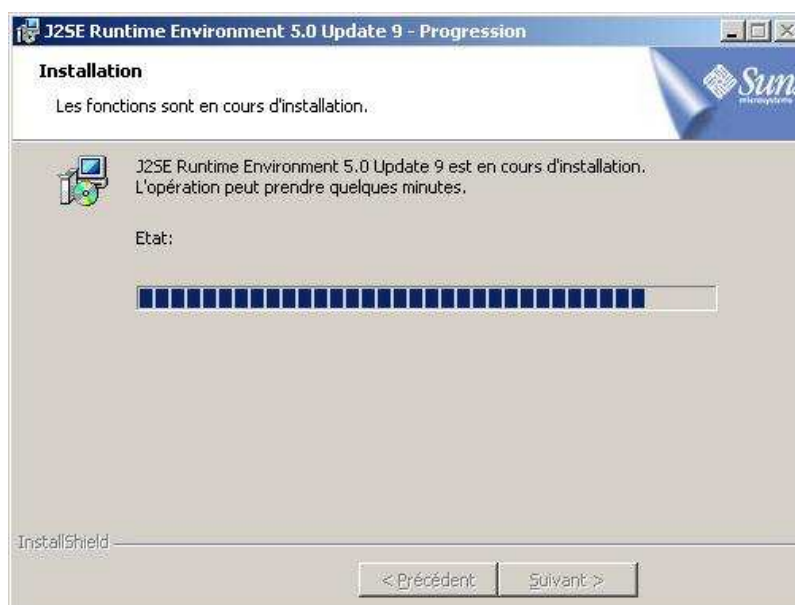 J2SE Runtime Environment 5.0 Update 9 - Progression
Installation
Les fonctions sont en cours d'installation.
Sun
microsystems
J2SE Runtime Environment 5.0 Update 9 est en cours d'installation.
L'opération peut prendre quelques minutes.
Etat:
InstallShield
< Précédent
Suivant >